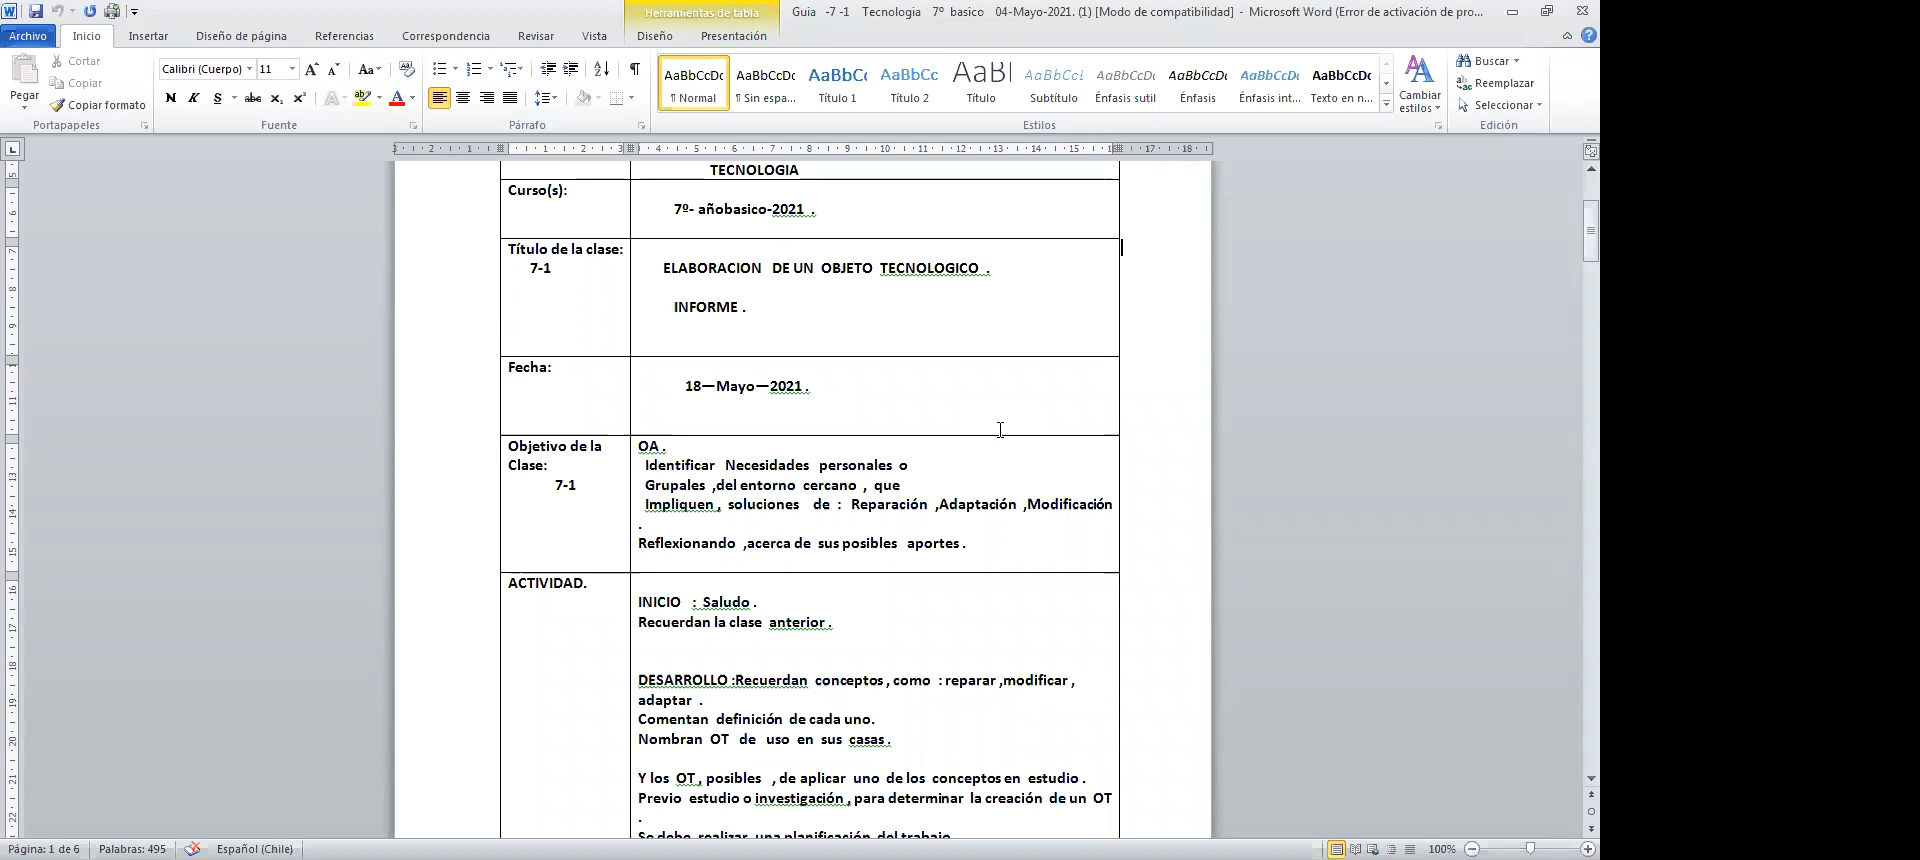 Herramientas de tabla
Guia -7 -1 Tecnologia 7º basico 04-Mayo-2021. (1) [Modo de compatibilidad] - Microsoft Word (Error de activación de pro...
Archivo Inicio Insertar Diseño de página Referencias Correspondencia Revisar Vista Diseño Presentación
Pegar
Cortar
Copiar
Copiar formato
Portapapeles
Calibri (Cuerpo) 11
Fuente
Párrafo
AaBbCcDc AaBbCcDc AaBbC AaBbCc AaB AaBbCcI AaBbCcDc AaBbCcDc AaBbCcDc AaBbCcDc
¶ Normal ¶ Sin espa... Título 1 Título 2 Título Subtítulo Énfasis sutil Énfasis Énfasis int... Texto en n...
Estilos
Cambiar
estilos
Buscar
Reemplazar
Seleccionar
Edición
TECNOLOGIA
Curso(s):
7º- añobasico-2021 .
Título de la clase:
7-1
ELABORACION DE UN OBJETO TECNOLOGICO .
INFORME .
Fecha:
18—Mayo—2021 .
Objetivo de la
Clase:
7-1
OA .
Identificar Necesidades personales o
Grupales ,del entorno cercano , que
Impliquen , soluciones de : Reparación ,Adaptación ,Modificación
.
Reflexionando ,acerca de sus posibles aportes .
ACTIVIDAD.
INICIO : Saludo .
Recuerdan la clase anterior .
DESARROLLO :Recuerdan conceptos , como : reparar ,modificar ,
adaptar .
Comentan definición de cada uno.
Nombran OT de uso en sus casas .
Y los OT , posibles , de aplicar uno de los conceptos en estudio .
Previo estudio o investigación , para determinar la creación de un OT
.
Se debe realizar una planificación del trabajo
Página: 1 de 6 Palabras: 495 Español (Chile) 100%